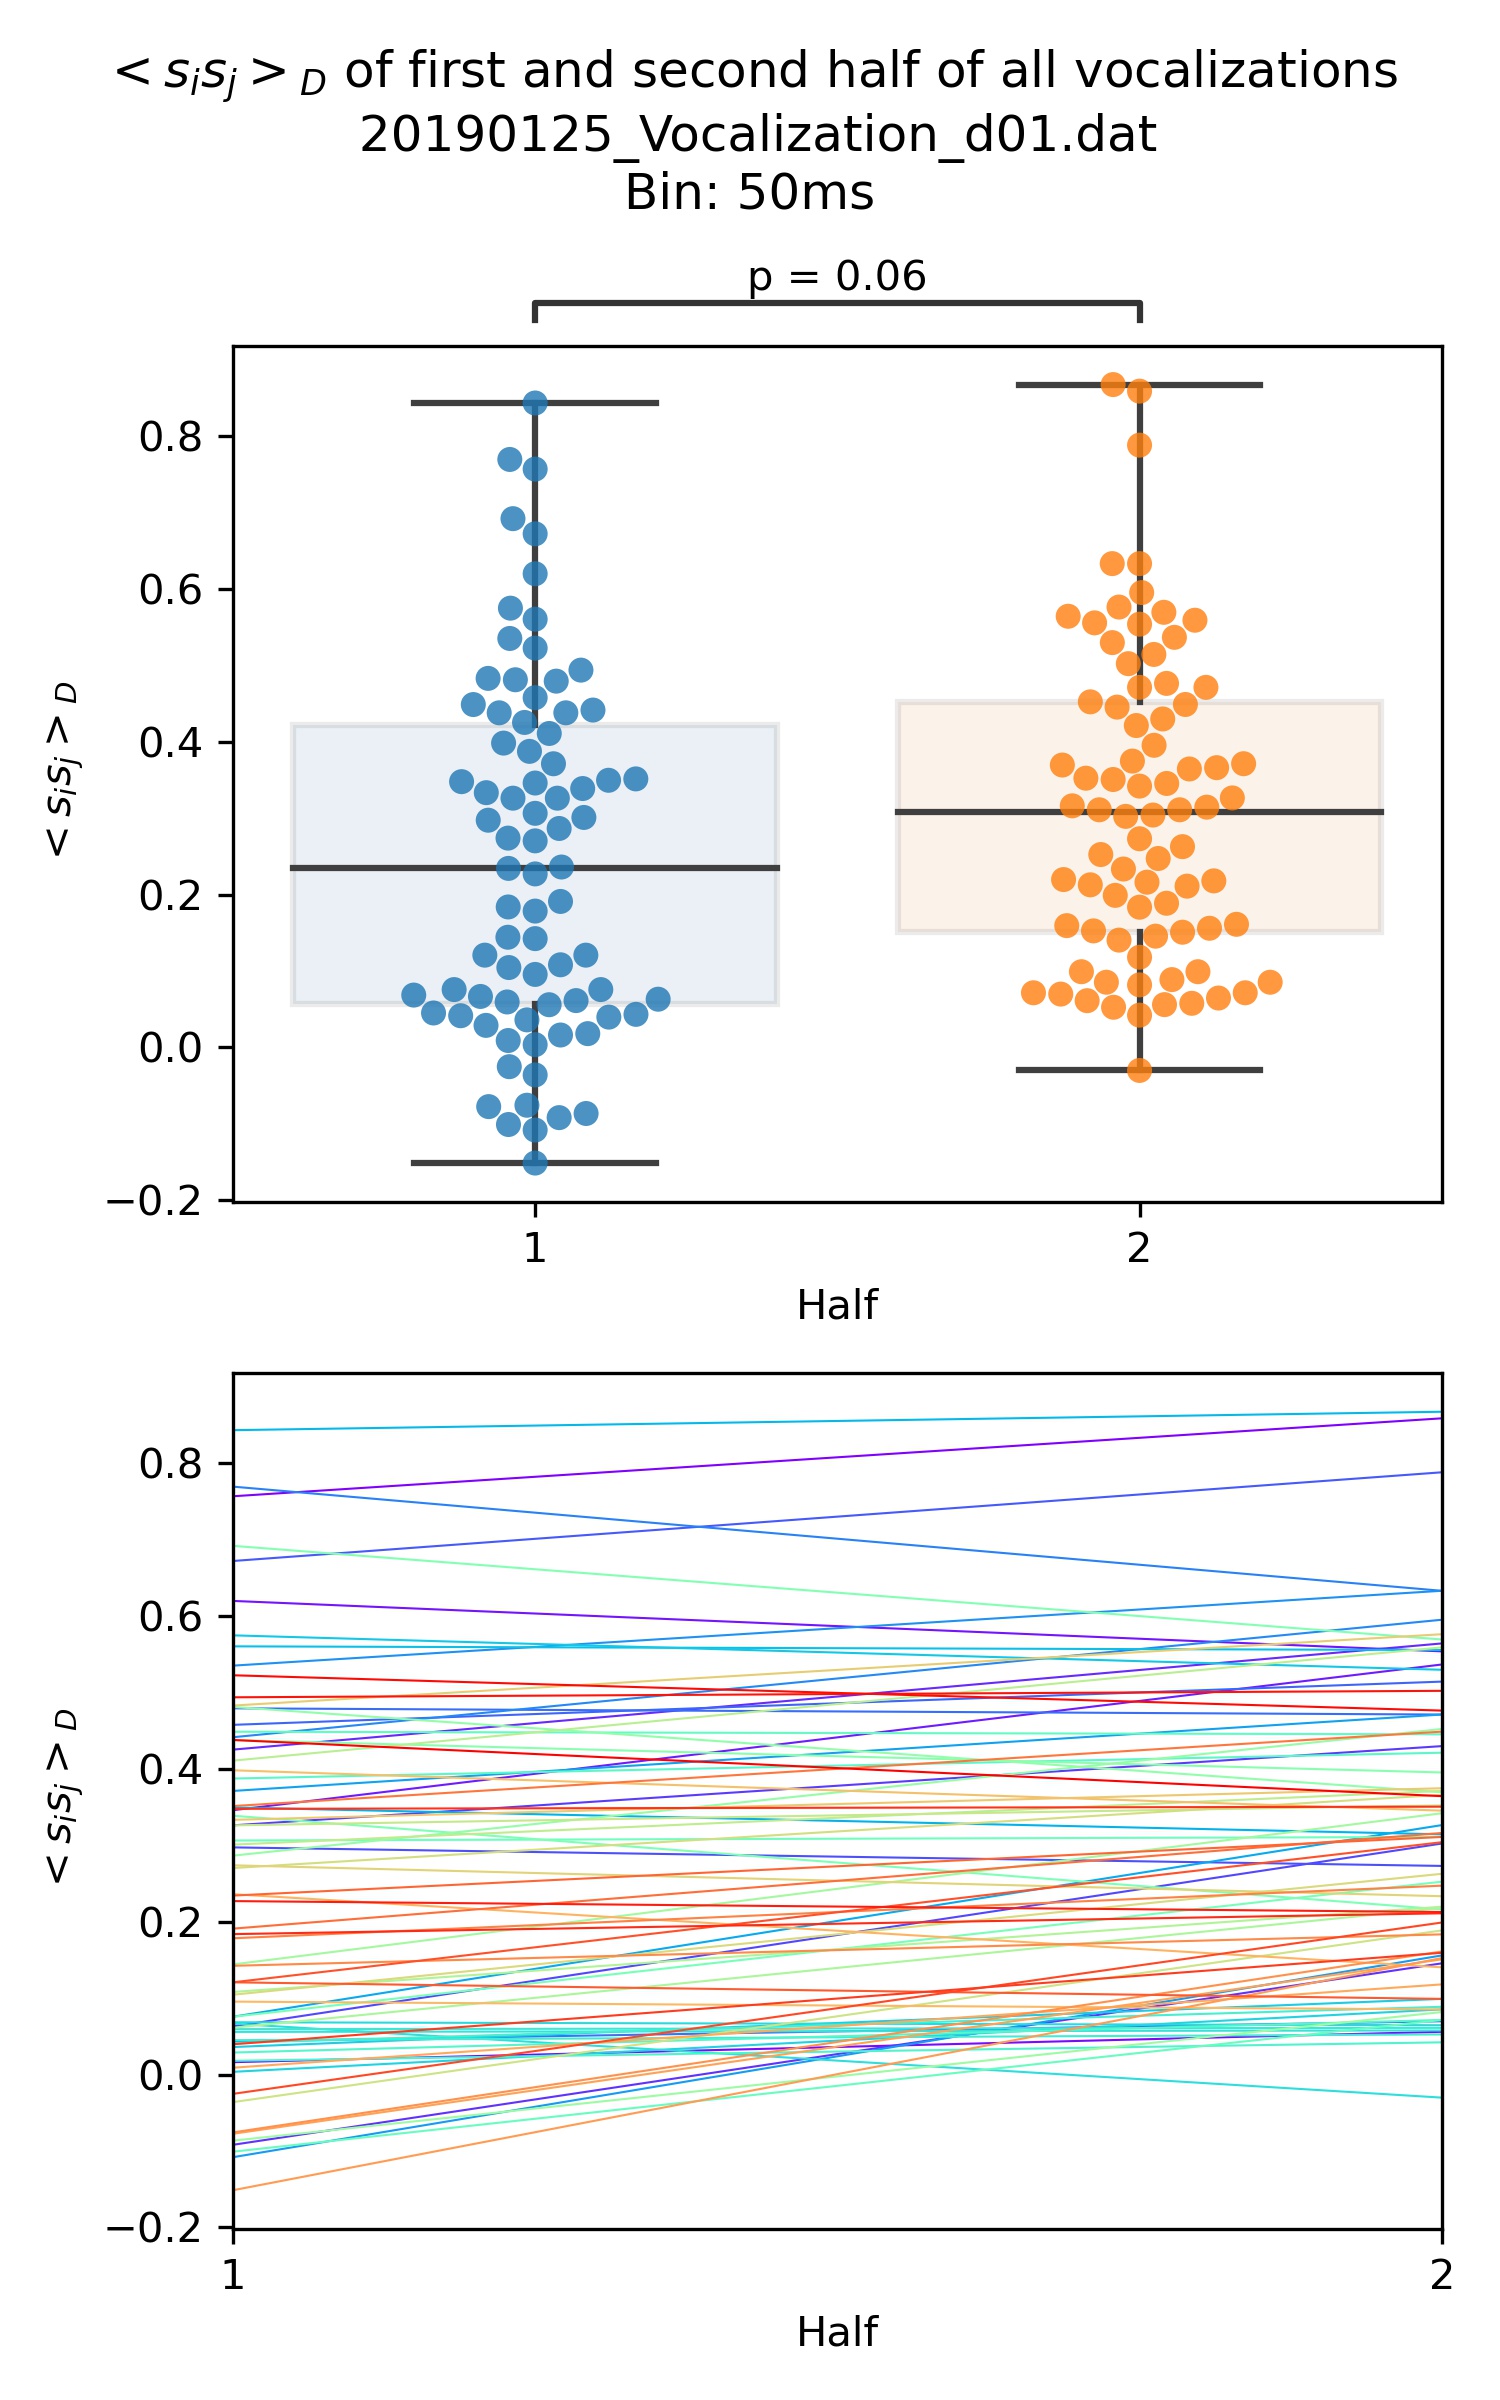 < sᵢsⱼ >_D of first and second half of all vocalizations
20190125_Vocalization_d01.dat
Bin: 50ms
p = 0.06
< sᵢsⱼ >_D
0.8
0.6
0.4
0.2
0.0
−0.2
1 2
Half
< sᵢsⱼ >_D
0.8
0.6
0.4
0.2
0.0
−0.2
1 2
Half